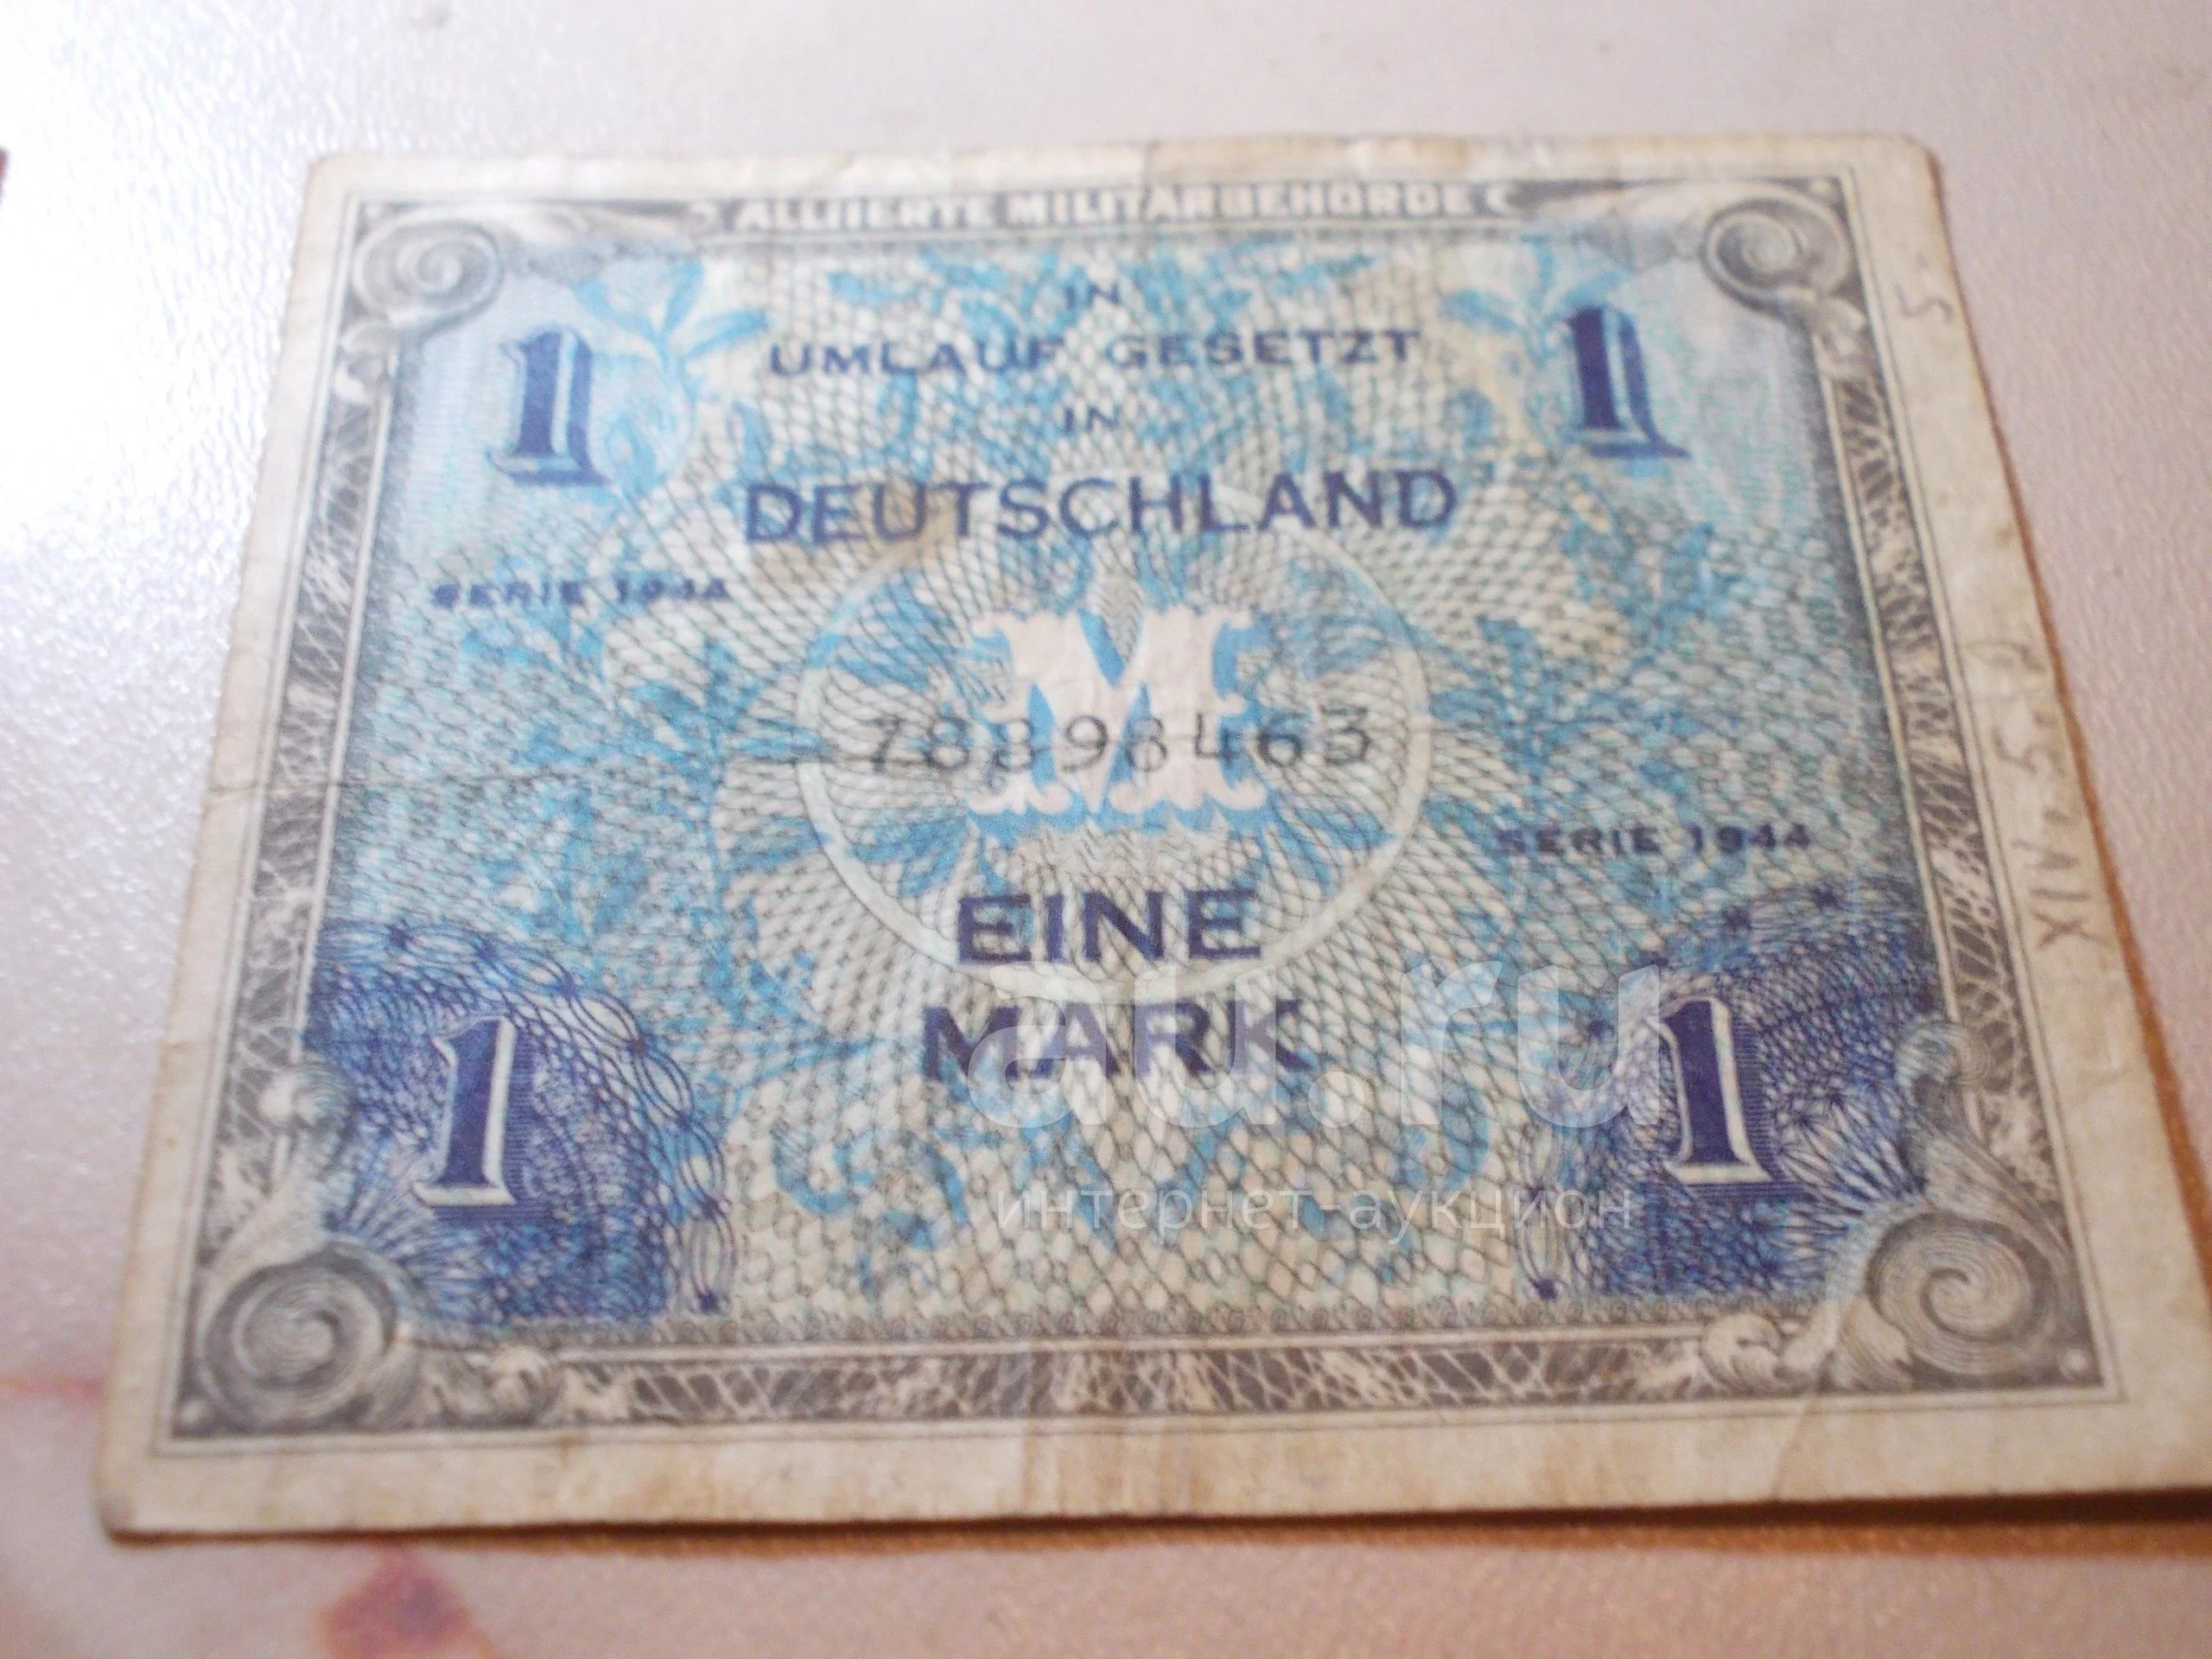 ALLIIERTE MILITÄRBEHÖRDE
IN
1 UMLAUF GESETZT 1
IN
DEUTSCHLAND
SERIE 1944
M
78898463
SERIE 1944
EINE
MARK
1 1
au.ru
интернет-аукцион